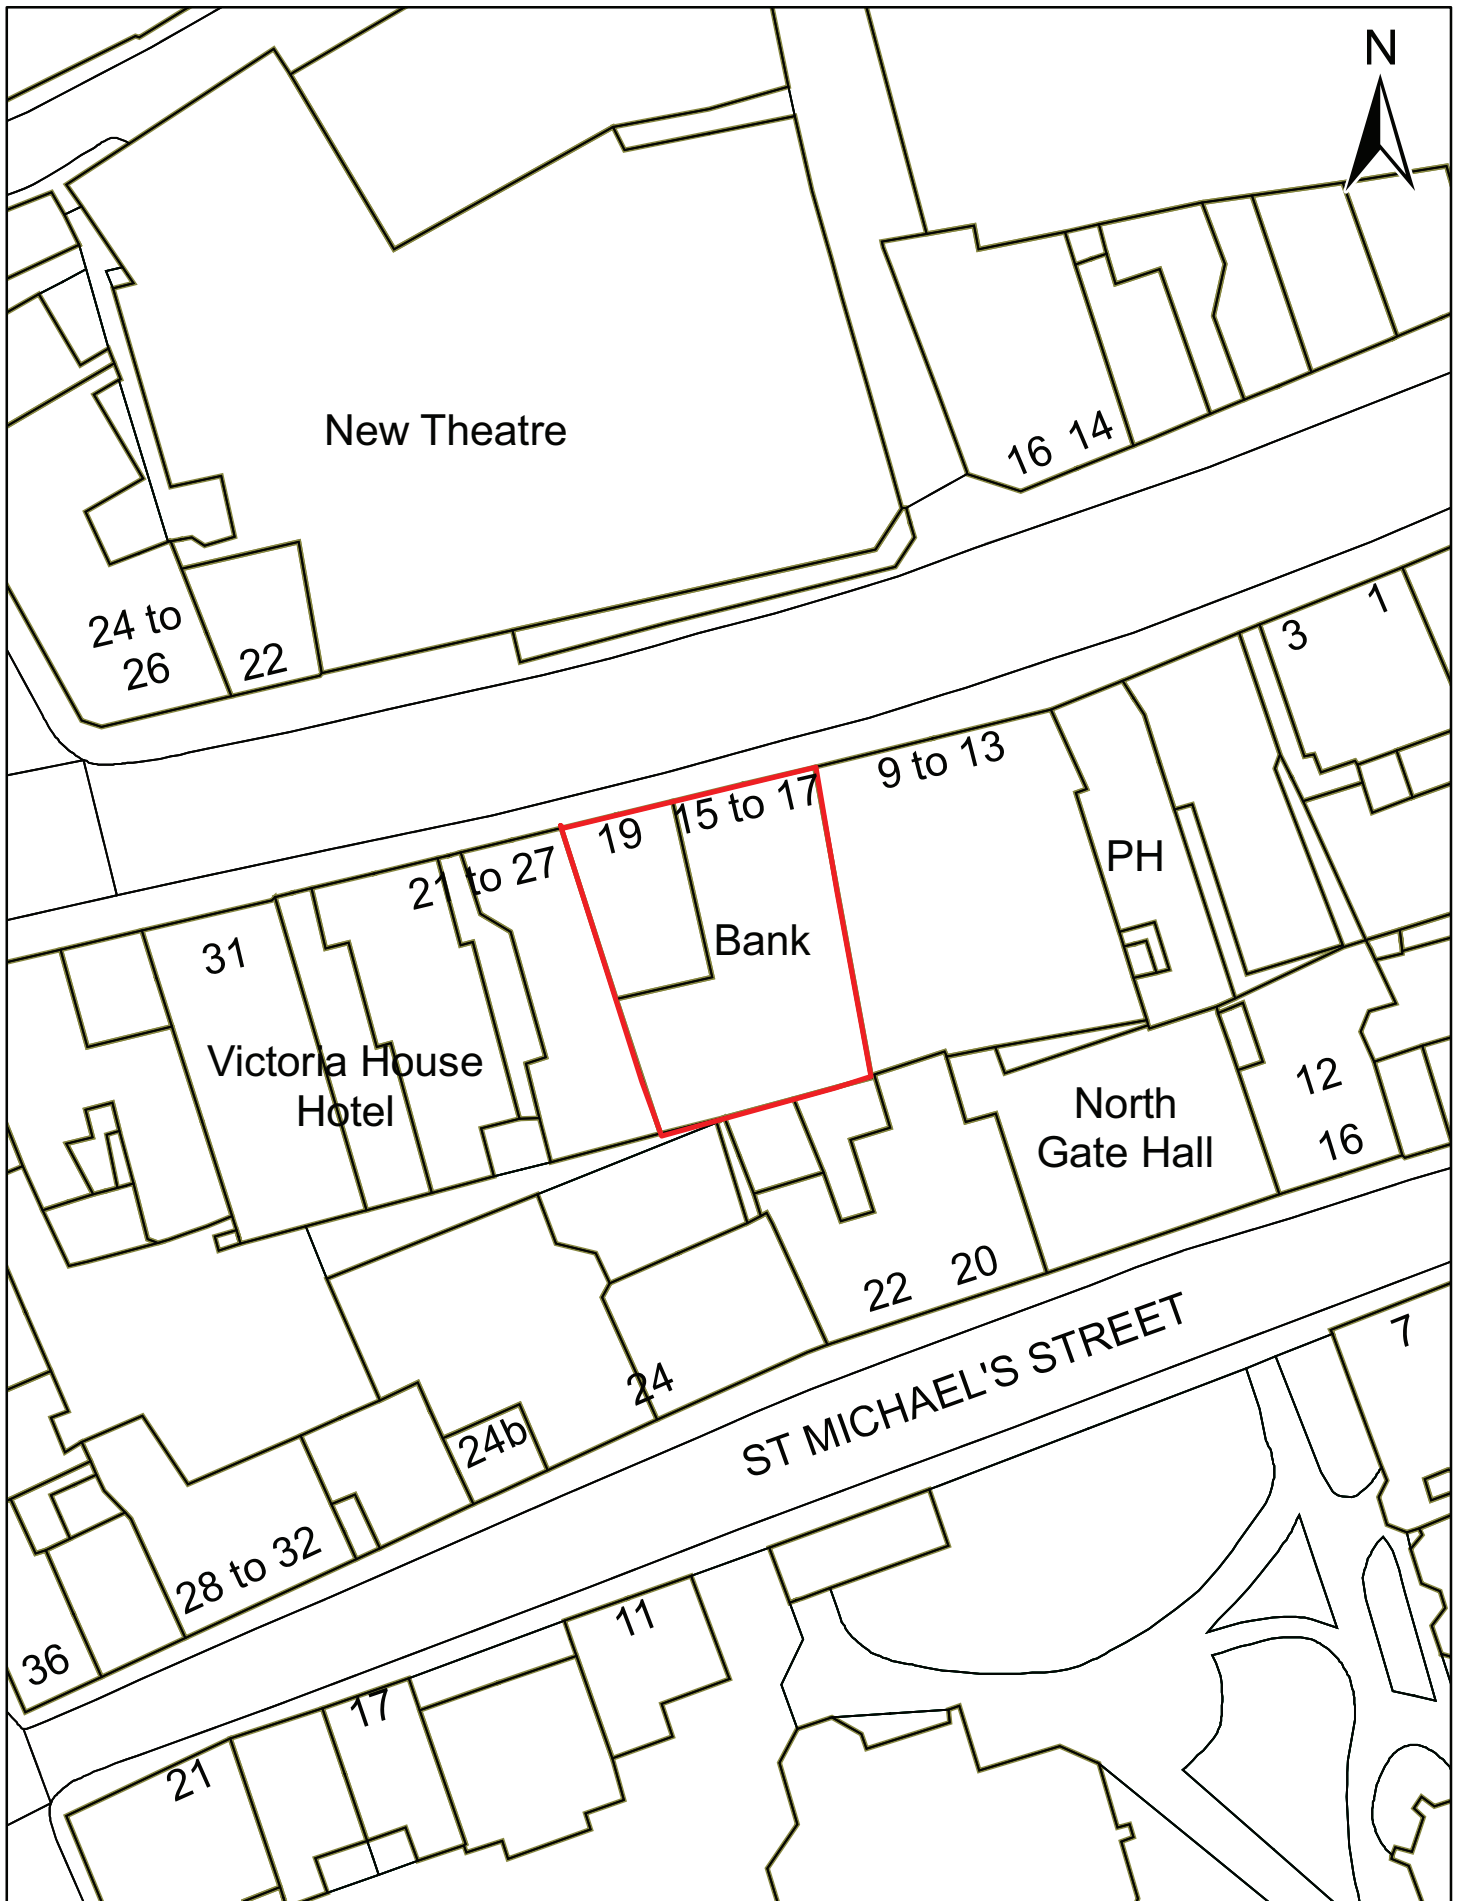 N
New Theatre
16 14
24 to
26
22
1
3
9 to 13
15 to 17
19
PH
21 to 27
Bank
31
Victoria House
Hotel
North
Gate Hall
12
16
22 20
ST MICHAEL'S STREET
7
24
24b
28 to 32
36
11
17
21